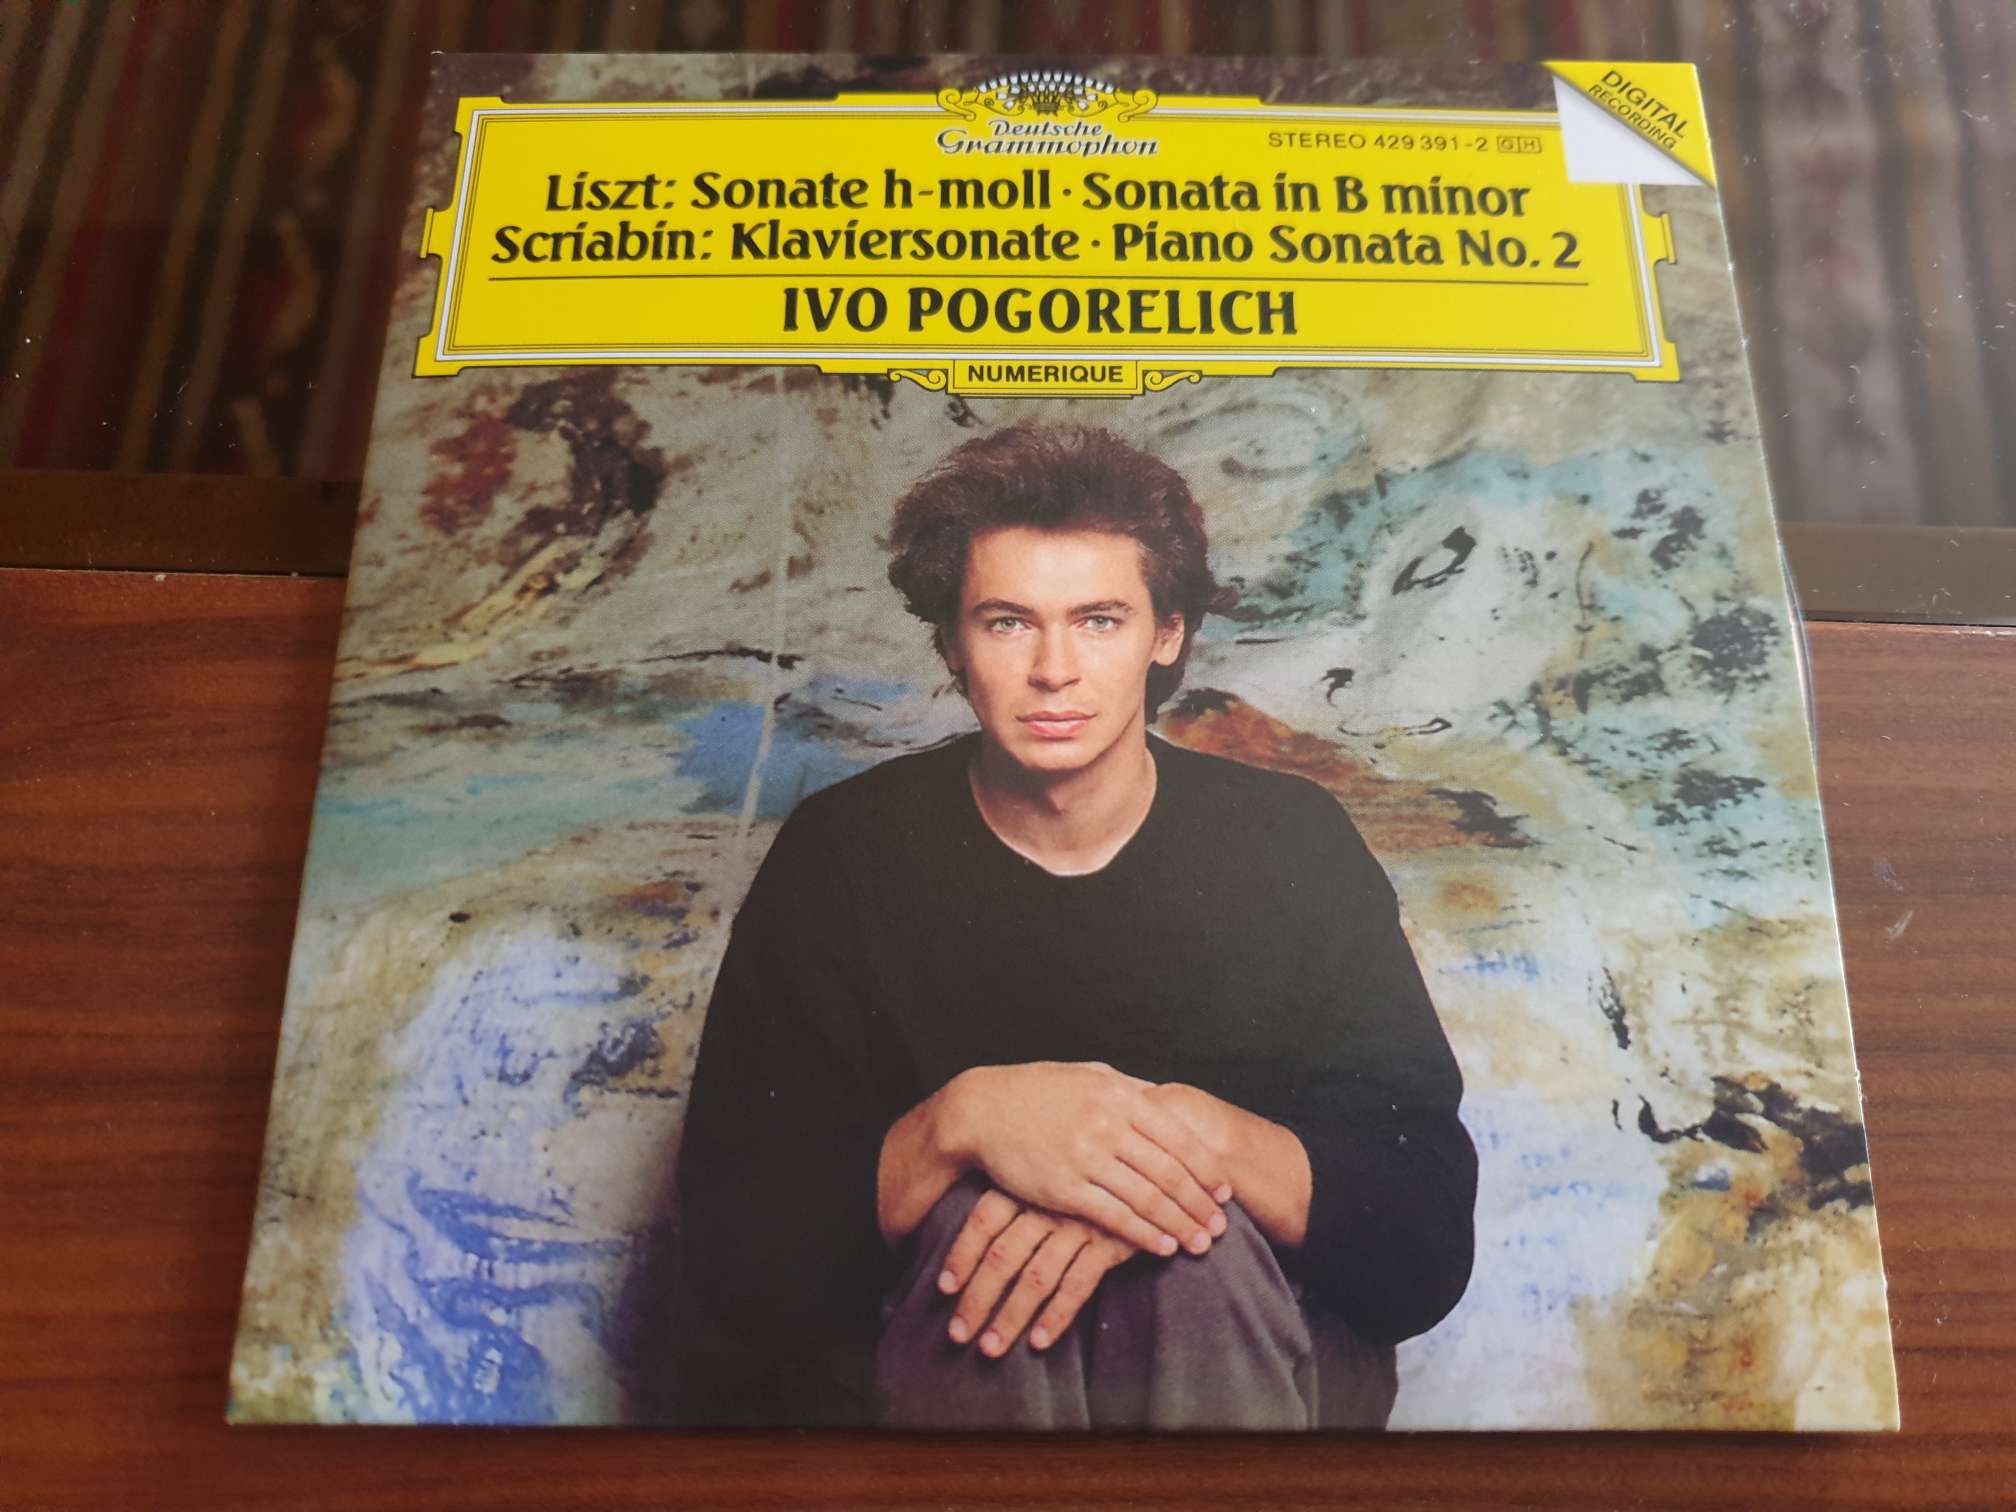 DIGITAL
RECORDING
Deutsche
Grammophon
STEREO 429 391-2 GH
Liszt: Sonate h-moll · Sonata in B minor
Scriabin: Klaviersonate · Piano Sonata No. 2
IVO POGORELICH
NUMERIQUE